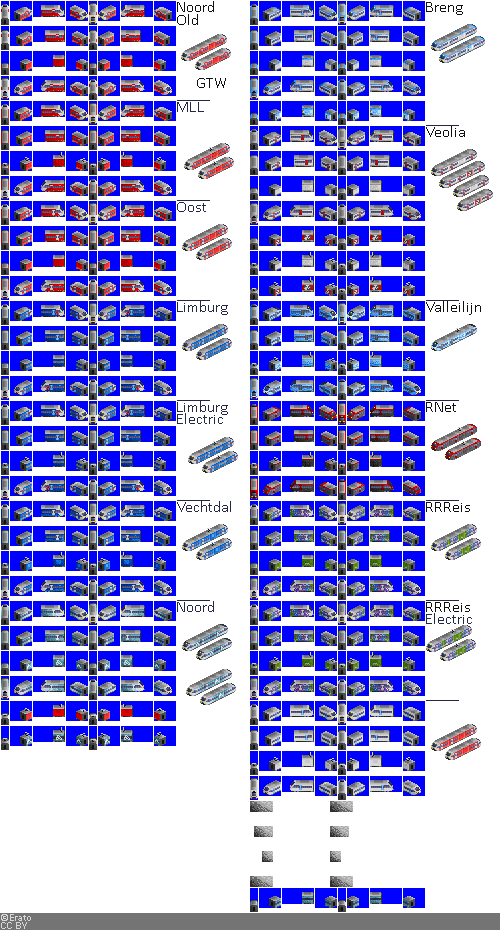 Noord
Old
GTW
MLL
Oost
Limburg
Limburg
Electric
Vechtdal
Noord
Breng
Veolia
Valleilijn
RNet
RRReis
RRReis
Electric
©Erato
CC BY